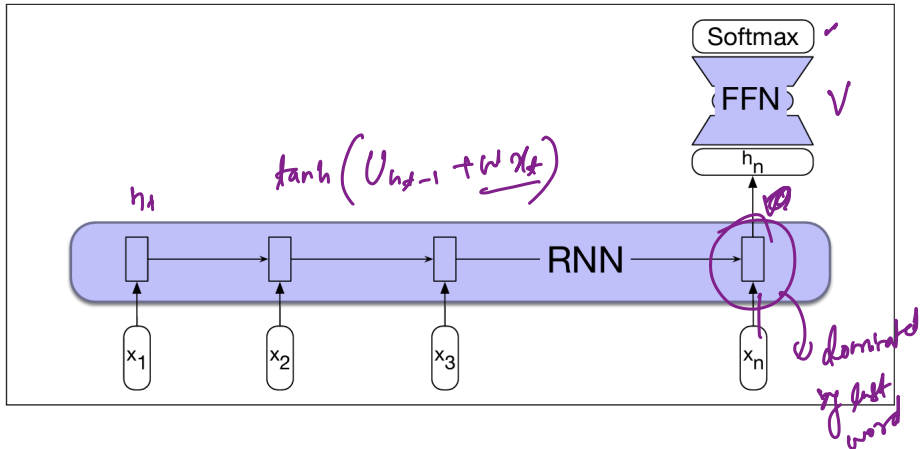 Softmax
FFN
V
hₙ
tanh(Uhₜ₋₁ + wxₜ)
h₁
RNN
x₁
x₂
x₃
xₙ
dominated
by last
word